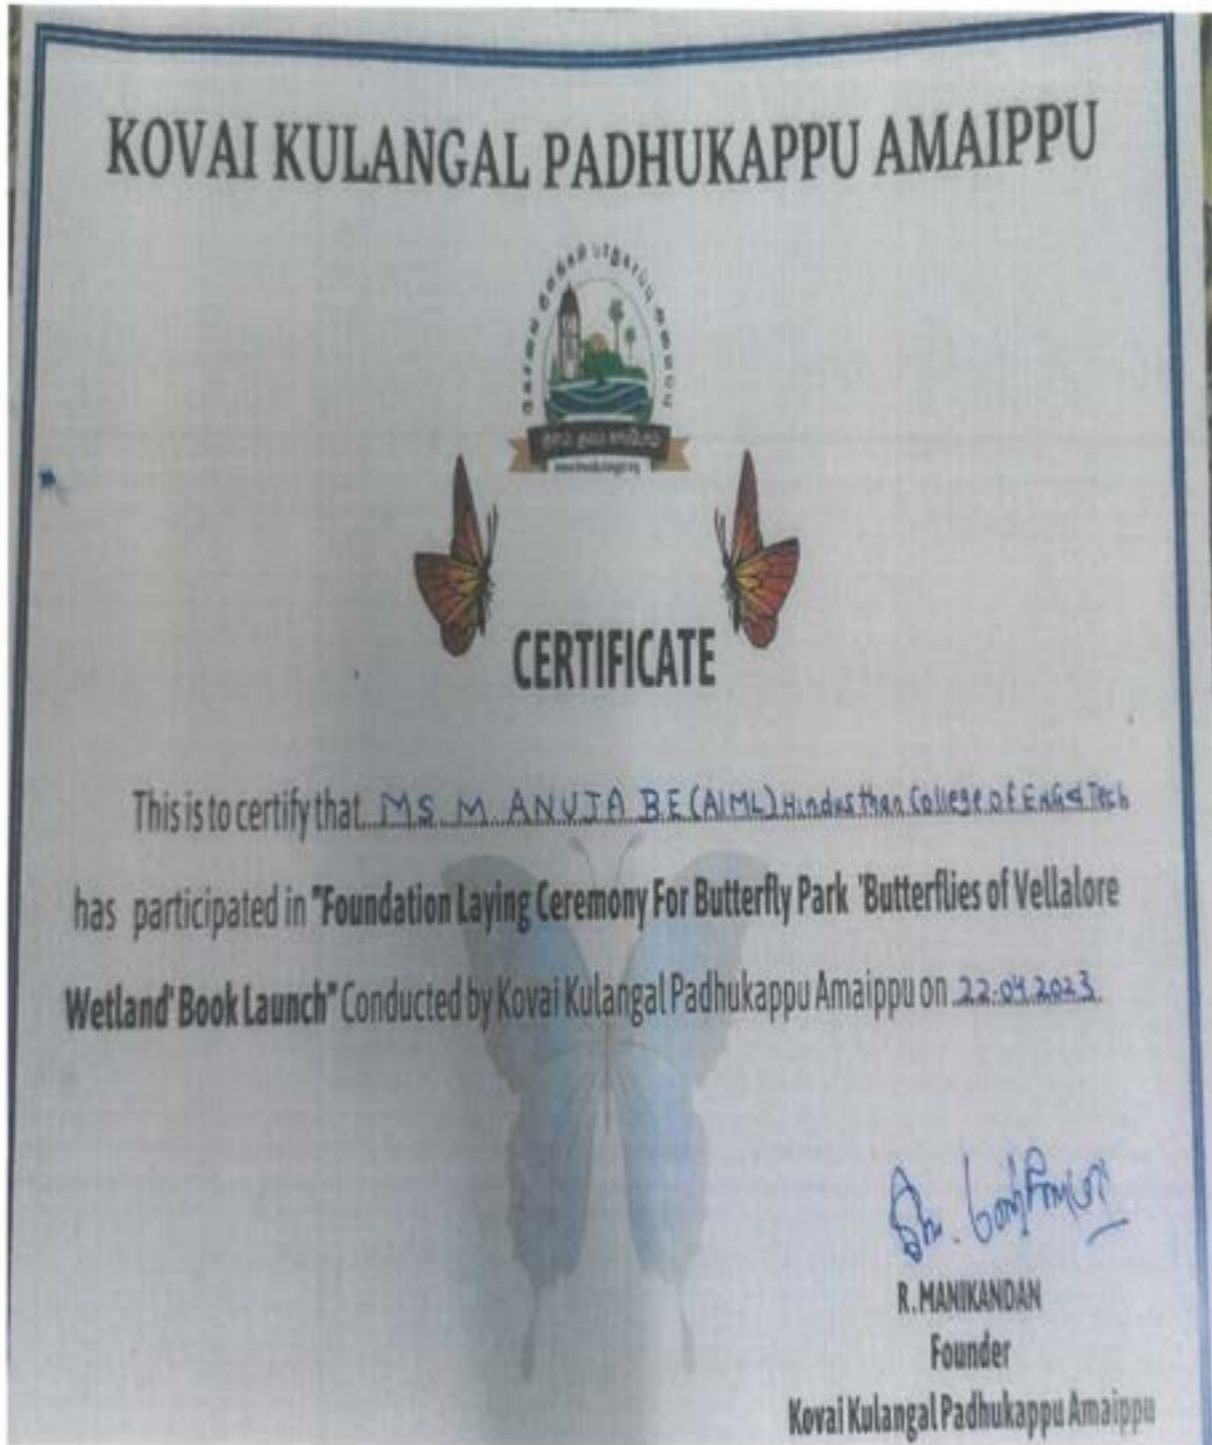 KOVAI KULANGAL PADHUKAPPU AMAIPPU
CERTIFICATE
This is to certify that MS. M. ANUJA B.E (AIML) Hindusthan College of Eng & Tech
has participated in "Foundation Laying Ceremony For Butterfly Park 'Butterflies of Vellalore
Wetland' Book Launch" Conducted by Kovai Kulangal Padhukappu Amaippu on 22.04.2023
R. MANIKANDAN
Founder
Kovai Kulangal Padhukappu Amaippu